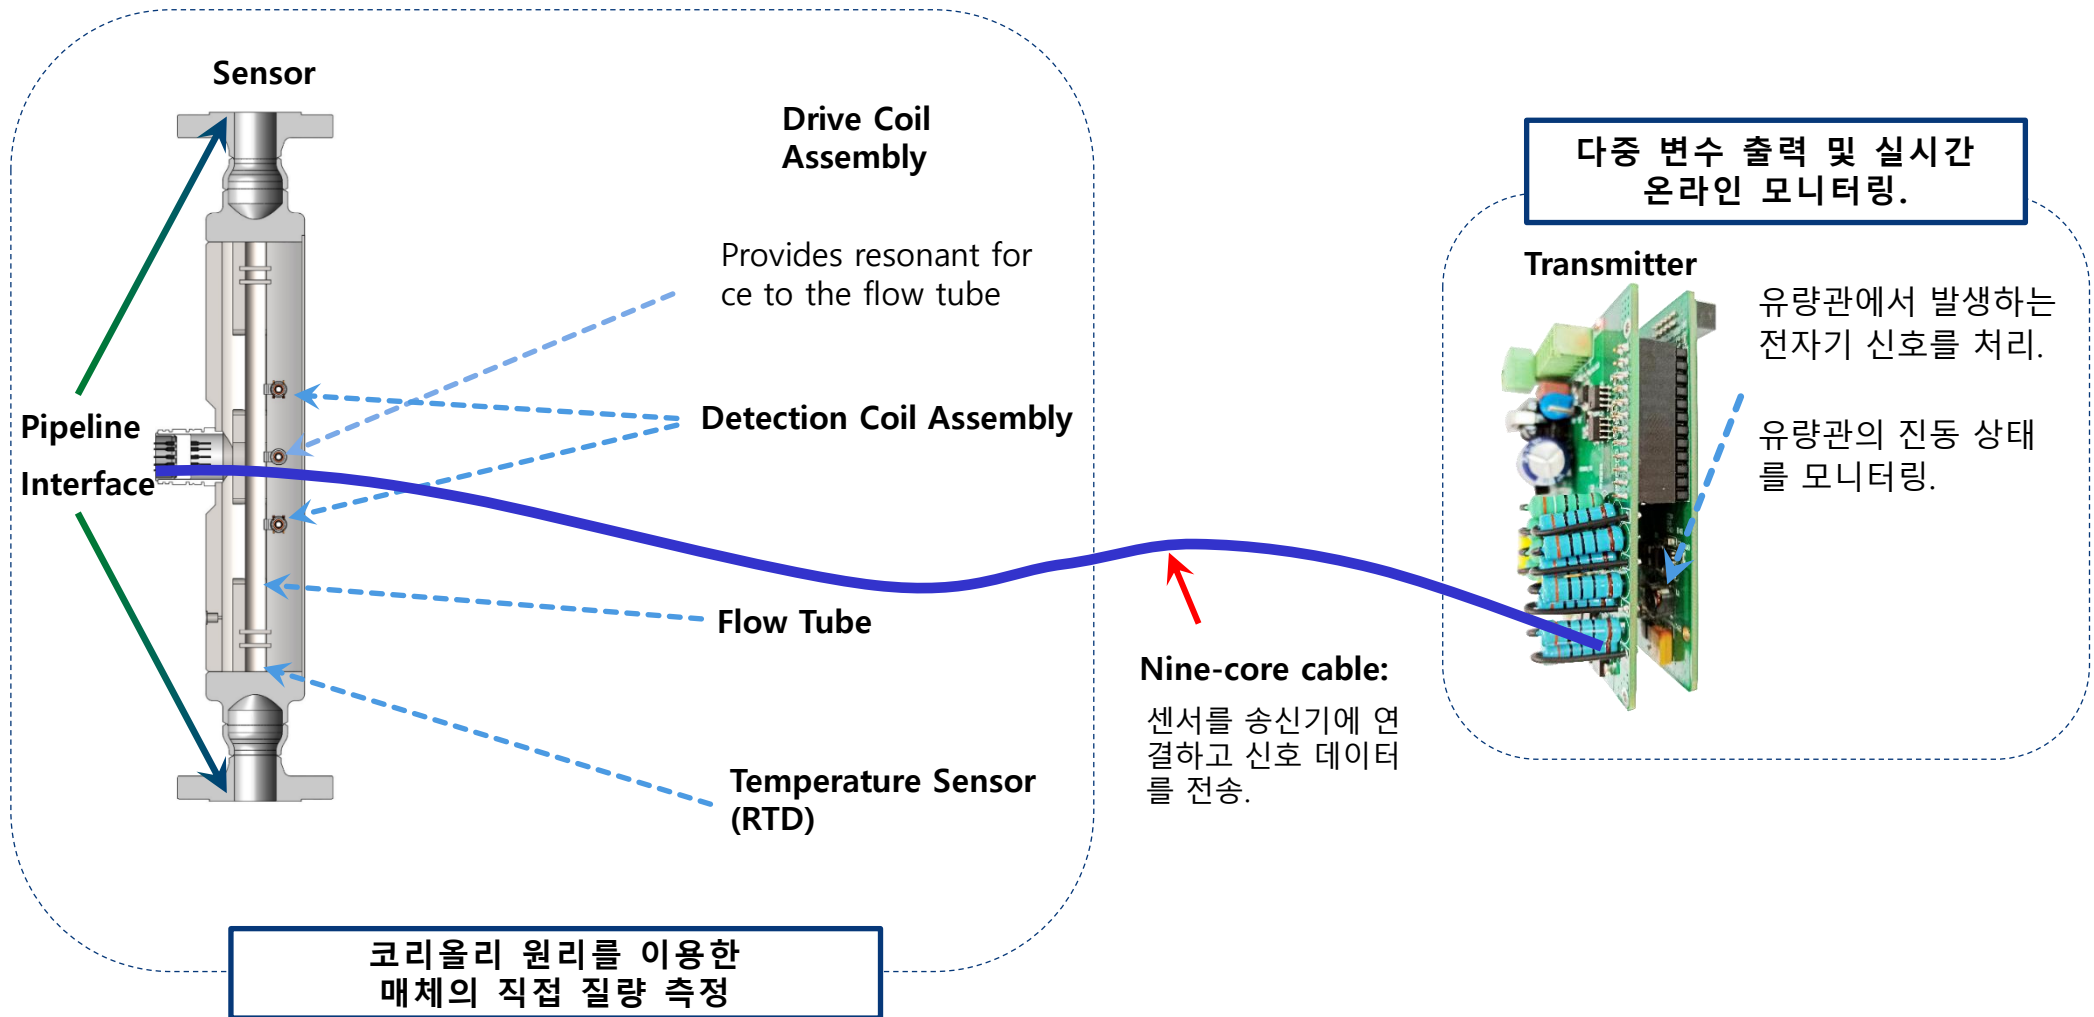 Sensor
Drive Coil
Assembly
Provides resonant for
ce to the flow tube
Detection Coil Assembly
Pipeline
Interface
Flow Tube
Temperature Sensor
(RTD)
코리올리 원리를 이용한
매체의 직접 질량 측정
Nine-core cable:
센서를 송신기에 연
결하고 신호 데이터
를 전송.
다중 변수 출력 및 실시간
온라인 모니터링.
Transmitter
유량관에서 발생하는
전자기 신호를 처리.
유량관의 진동 상태
를 모니터링.